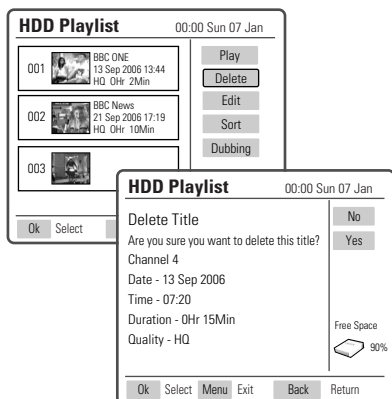 HDD Playlist 00:00 Sun 07 Jan
001
BBC ONE
13 Sep 2006 13:44
HQ 0Hr 2Min
002
BBC News
21 Sep 2006 17:19
HQ 0Hr 10Min
003
Play
Delete
Edit
Sort
Dubbing
Ok Select
HDD Playlist 00:00 Sun 07 Jan
Delete Title
Are you sure you want to delete this title?
Channel 4
Date - 13 Sep 2006
Time - 07:20
Duration - 0Hr 15Min
Quality - HQ
No
Yes
Free Space
90%
Ok Select Menu Exit Back Return